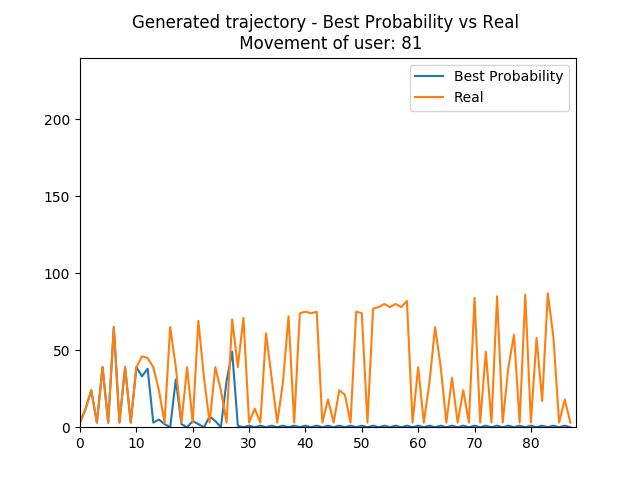 Generated trajectory - Best Probability vs Real
Movement of user: 81
Best Probability
Real
200
150
100
50
0
0 10 20 30 40 50 60 70 80